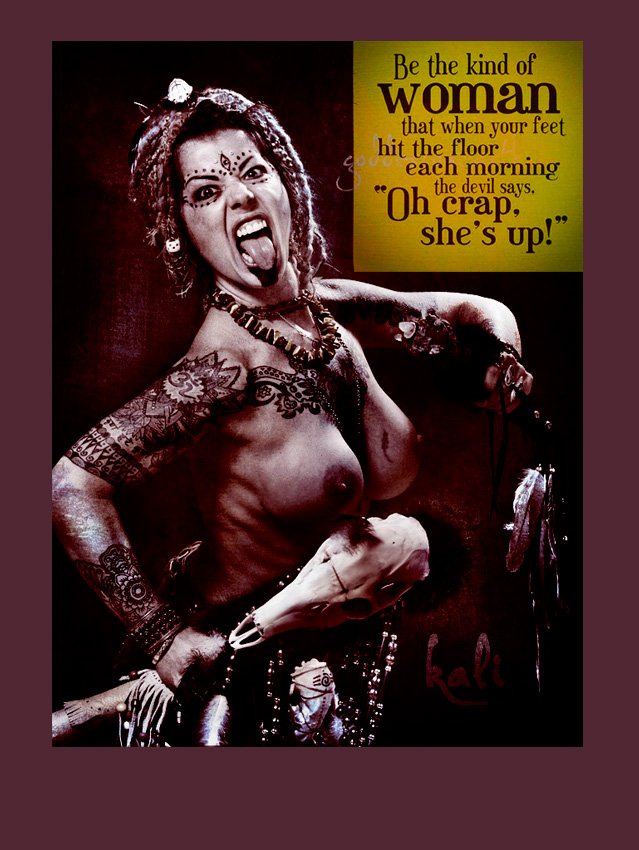 Be the kind of
woman
that when your feet
hit the floor
each morning
the devil says,
"Oh crap,
she's up!"
kali